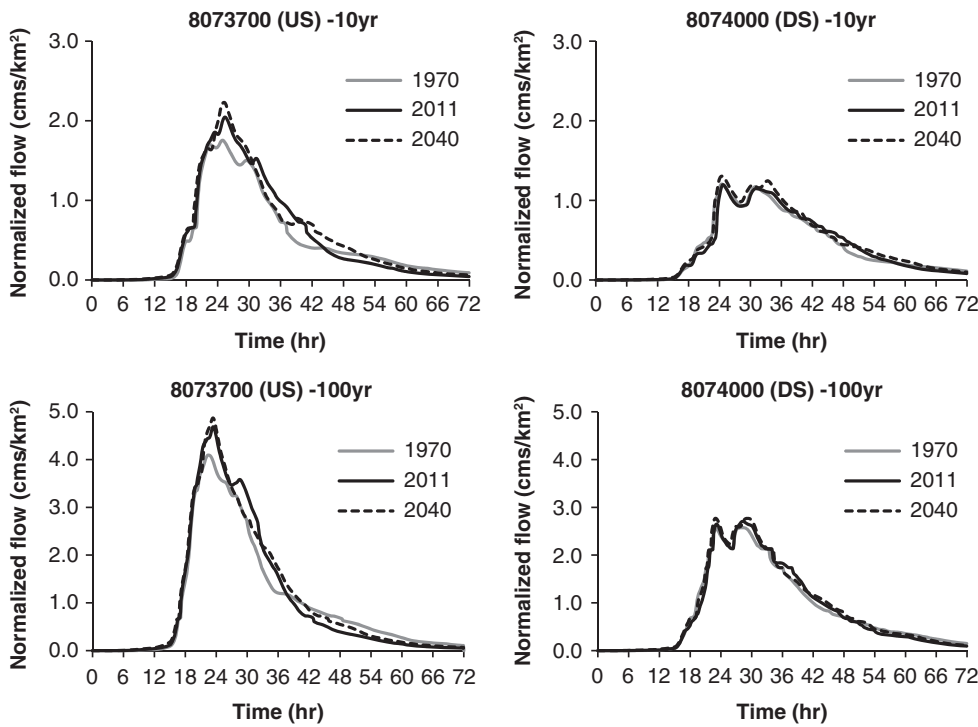 8073700 (US) -10yr
Normalized flow (cms/km²)
3.0
2.0
1.0
0.0
1970
2011
2040
0 6 12 18 24 30 36 42 48 54 60 66 72
Time (hr)
8074000 (DS) -10yr
Normalized flow (cms/km²)
3.0
2.0
1.0
0.0
1970
2011
2040
0 6 12 18 24 30 36 42 48 54 60 66 72
Time (hr)
8073700 (US) -100yr
Normalized flow (cms/km²)
5.0
4.0
3.0
2.0
1.0
0.0
1970
2011
2040
0 6 12 18 24 30 36 42 48 54 60 66 72
Time (hr)
8074000 (DS) -100yr
Normalized flow (cms/km²)
5.0
4.0
3.0
2.0
1.0
0.0
1970
2011
2040
0 6 12 18 24 30 36 42 48 54 60 66 72
Time (hr)